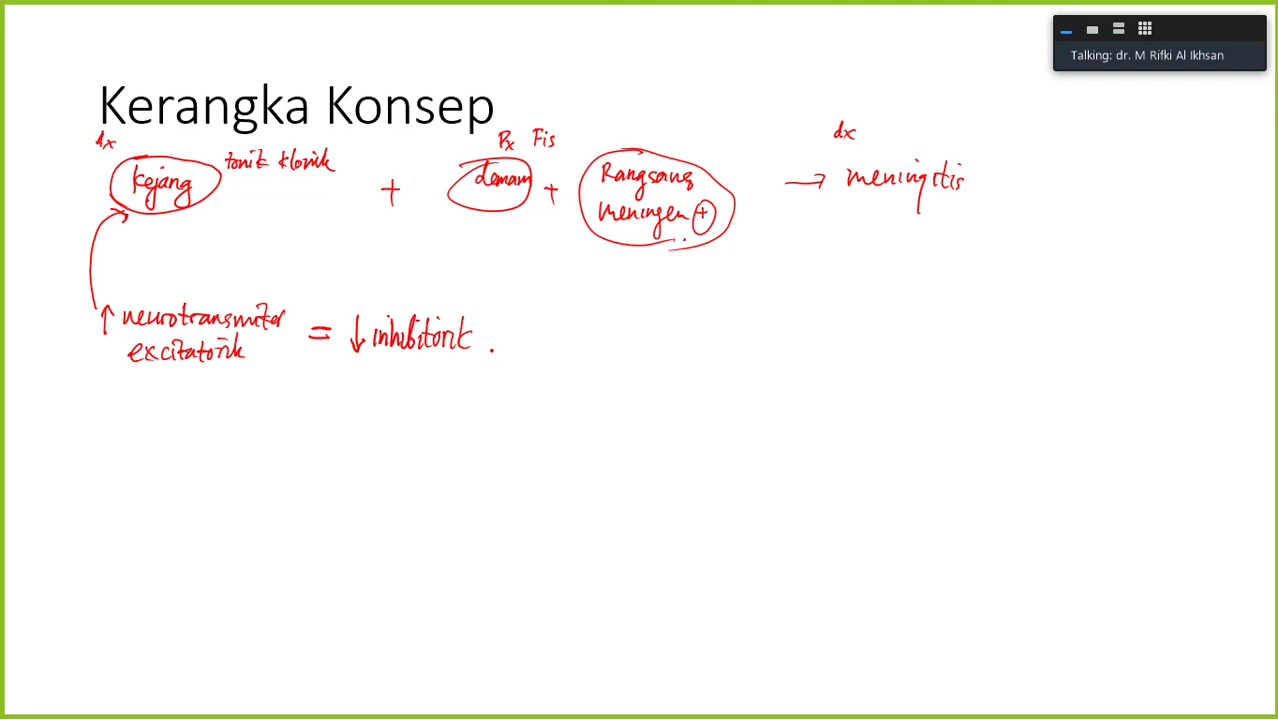 Talking: dr. M Rifki Al Ikhsan
Kerangka Konsep
dx
kejang
tonik klonik
+
Px Fis
demam
+
Rangsang
meningen +
→
dx
meningitis
↑ neurotransmiter
excitatorik
=
↓ inhibitorik